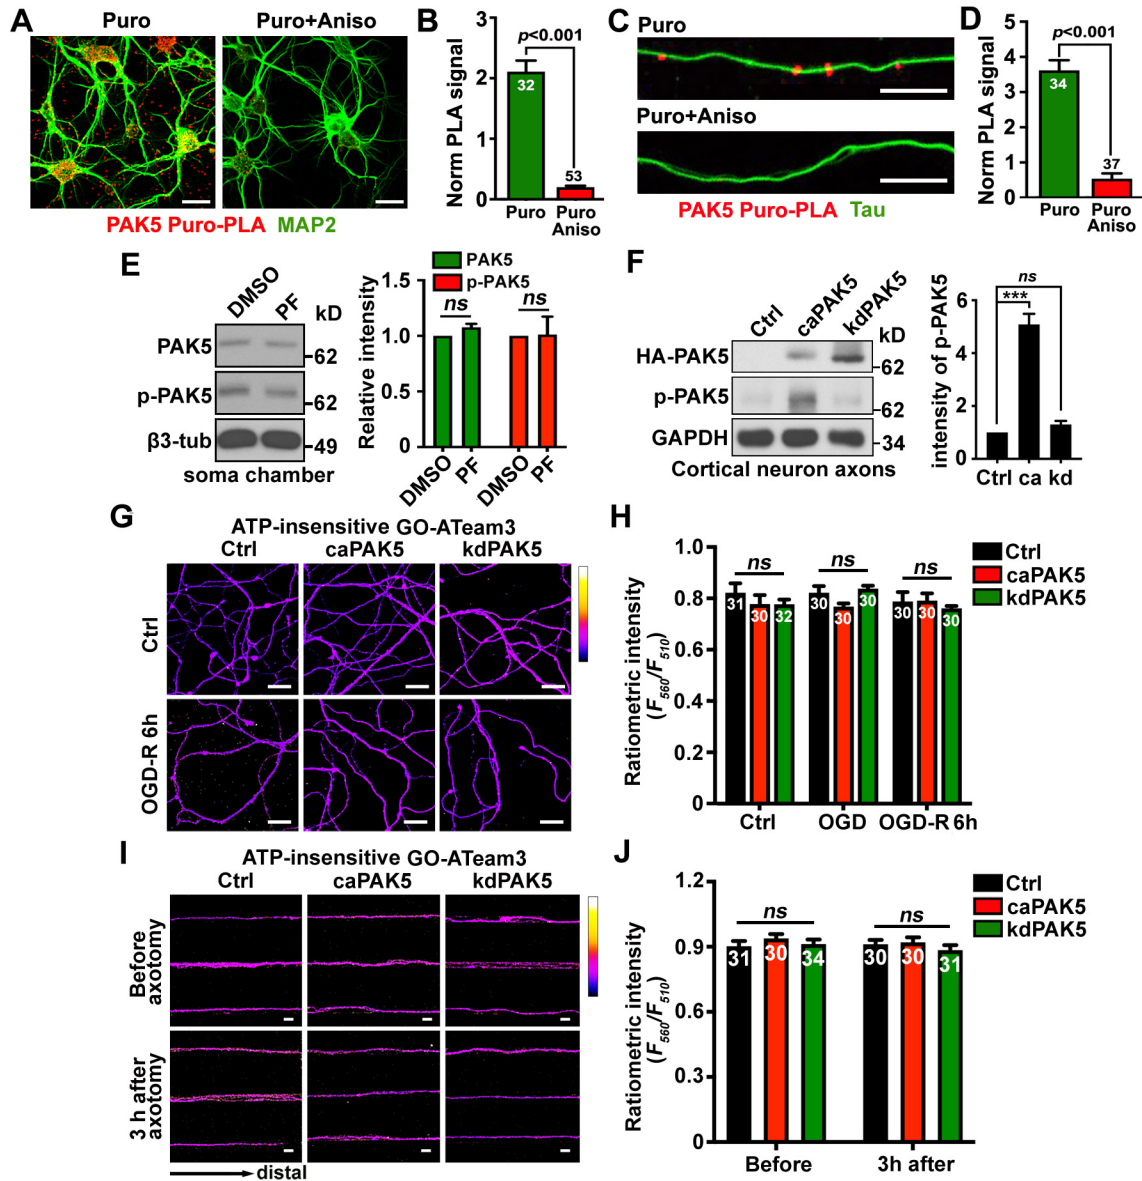 A
Puro
Puro+Aniso
PAK5 Puro-PLA MAP2
B
Norm PLA signal
3
2
1
0
p<0.001
32
53
Puro
Puro
Aniso
C
Puro
Puro+Aniso
PAK5 Puro-PLA Tau
D
Norm PLA signal
5
4
3
2
1
0
p<0.001
34
37
Puro
Puro
Aniso
E
DMSO
PF
kD
PAK5
62
p-PAK5
62
β3-tub
49
soma chamber
PAK5
p-PAK5
Relative intensity
1.5
1.0
0.5
0
ns
ns
DMSO
PF
DMSO
PF
F
Ctrl
caPAK5
kdPAK5
kD
HA-PAK5
62
p-PAK5
62
GAPDH
34
Cortical neuron axons
intensity of p-PAK5
6
4
2
0
ns
***
Ctrl ca kd
G
ATP-insensitive GO-ATeam3
Ctrl
caPAK5
kdPAK5
Ctrl
OGD-R 6h
H
Ratiometric intensity
(F560/F510)
1.0
0.8
0.6
0.4
0.2
0
ns
ns
ns
31
30
32
30
30
30
30
30
30
Ctrl
OGD
OGD-R 6h
Ctrl
caPAK5
kdPAK5
I
ATP-insensitive GO-ATeam3
Ctrl
caPAK5
kdPAK5
Before
axotomy
3 h after
axotomy
distal
J
Ratiometric intensity
(F560/F510)
1.2
0.9
0.6
0.3
0
ns
ns
31
30
34
30
30
31
Before
3h after
Ctrl
caPAK5
kdPAK5